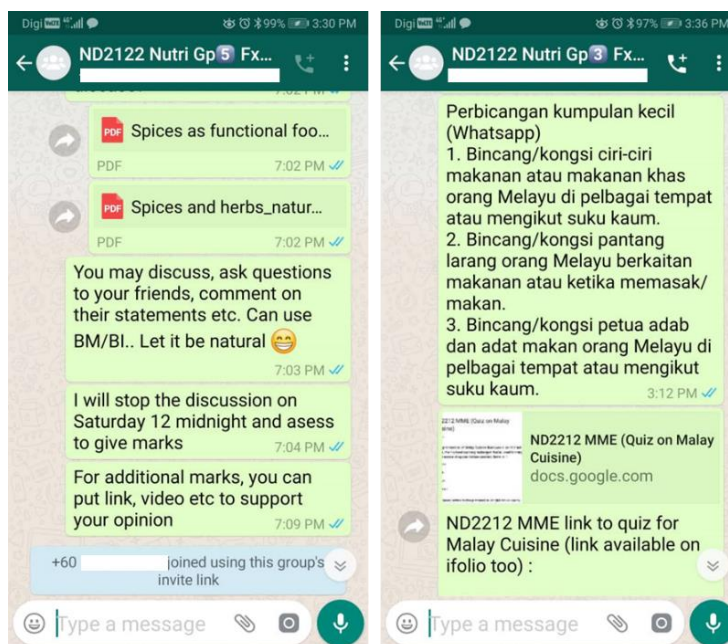 Digi 99% 3:30 PM
ND2122 Nutri Gp5 Fx...
7:02 PM
PDF Spices as functional foo...
PDF 7:02 PM
PDF Spices and herbs_natur...
PDF 7:02 PM
You may discuss, ask questions
to your friends, comment on
their statements etc. Can use
BM/BI.. Let it be natural 😁
7:03 PM
I will stop the discussion on
Saturday 12 midnight and asess
to give marks 7:04 PM
For additional marks, you can
put link, video etc to support
your opinion 7:09 PM
+60 joined using this group's
invite link
Type a message
Digi 97% 3:36 PM
ND2122 Nutri Gp3 Fx...
Perbicangan kumpulan kecil
(Whatsapp)
1. Bincang/kongsi ciri-ciri
makanan atau makanan khas
orang Melayu di pelbagai tempat
atau mengikut suku kaum.
2. Bincang/kongsi pantang
larang orang Melayu berkaitan
makanan atau ketika memasak/
makan.
3. Bincang/kongsi petua adab
dan adat makan orang Melayu di
pelbagai tempat atau mengikut
suku kaum. 3:12 PM
ND2212 MME (Quiz on Malay
Cuisine)
docs.google.com
ND2212 MME link to quiz for
Malay Cuisine (link available on
ifolio too) :
Type a message